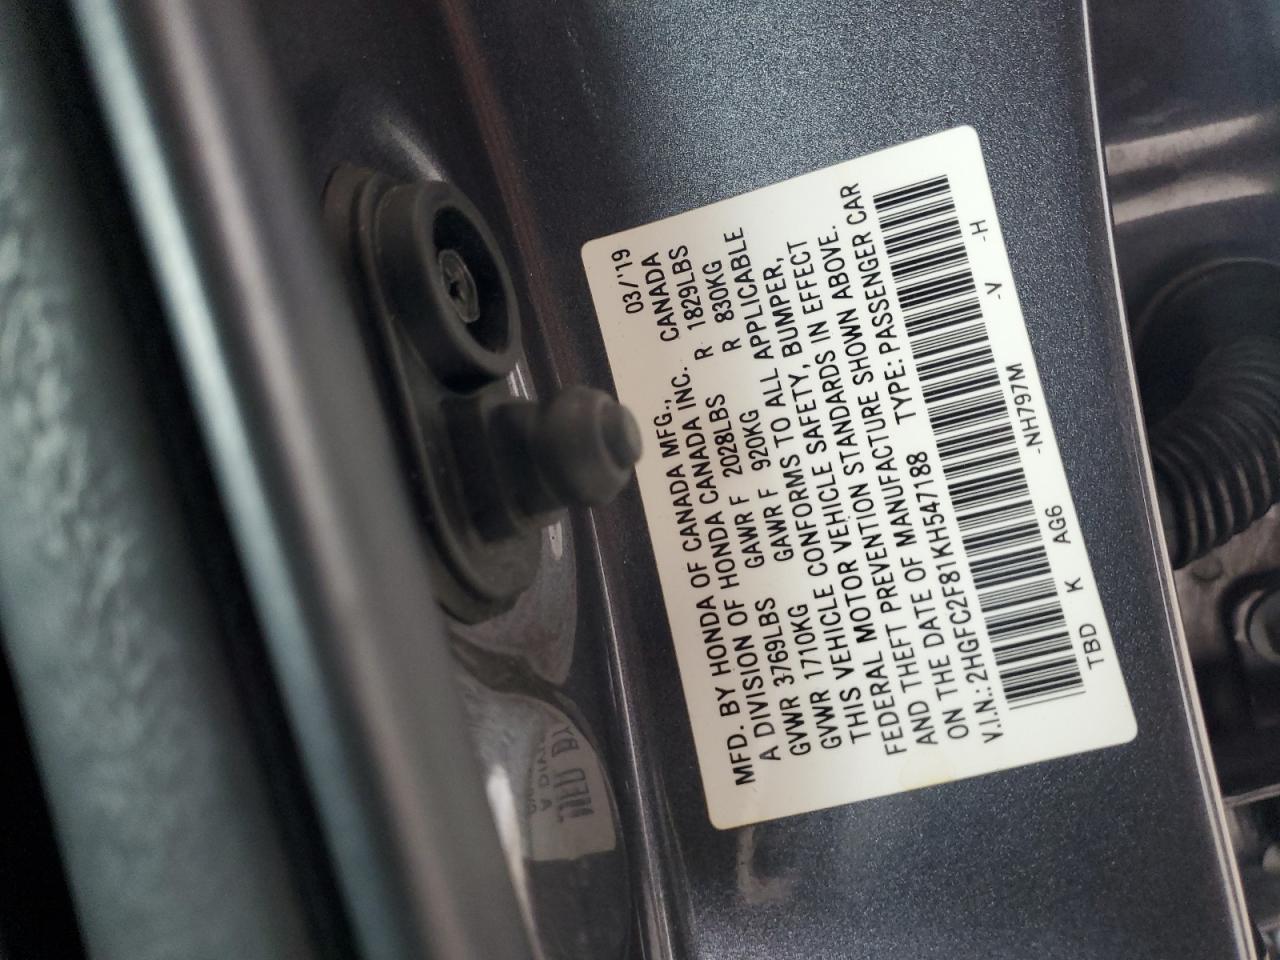 03/'19
MFD. BY HONDA OF CANADA MFG., CANADA
A DIVISION OF HONDA CANADA INC.
GVWR 3769LBS GAWR F 2028LBS R 1829LBS
GVWR 1710KG GAWR F 920KG R 830KG
THIS VEHICLE CONFORMS TO ALL APPLICABLE
FEDERAL MOTOR VEHICLE SAFETY, BUMPER,
AND THEFT PREVENTION STANDARDS IN EFFECT
ON THE DATE OF MANUFACTURE SHOWN ABOVE.
V.I.N.: 2HGFC2F81KH547188 TYPE: PASSENGER CAR
TBD K AG6 -NH797M -V -H